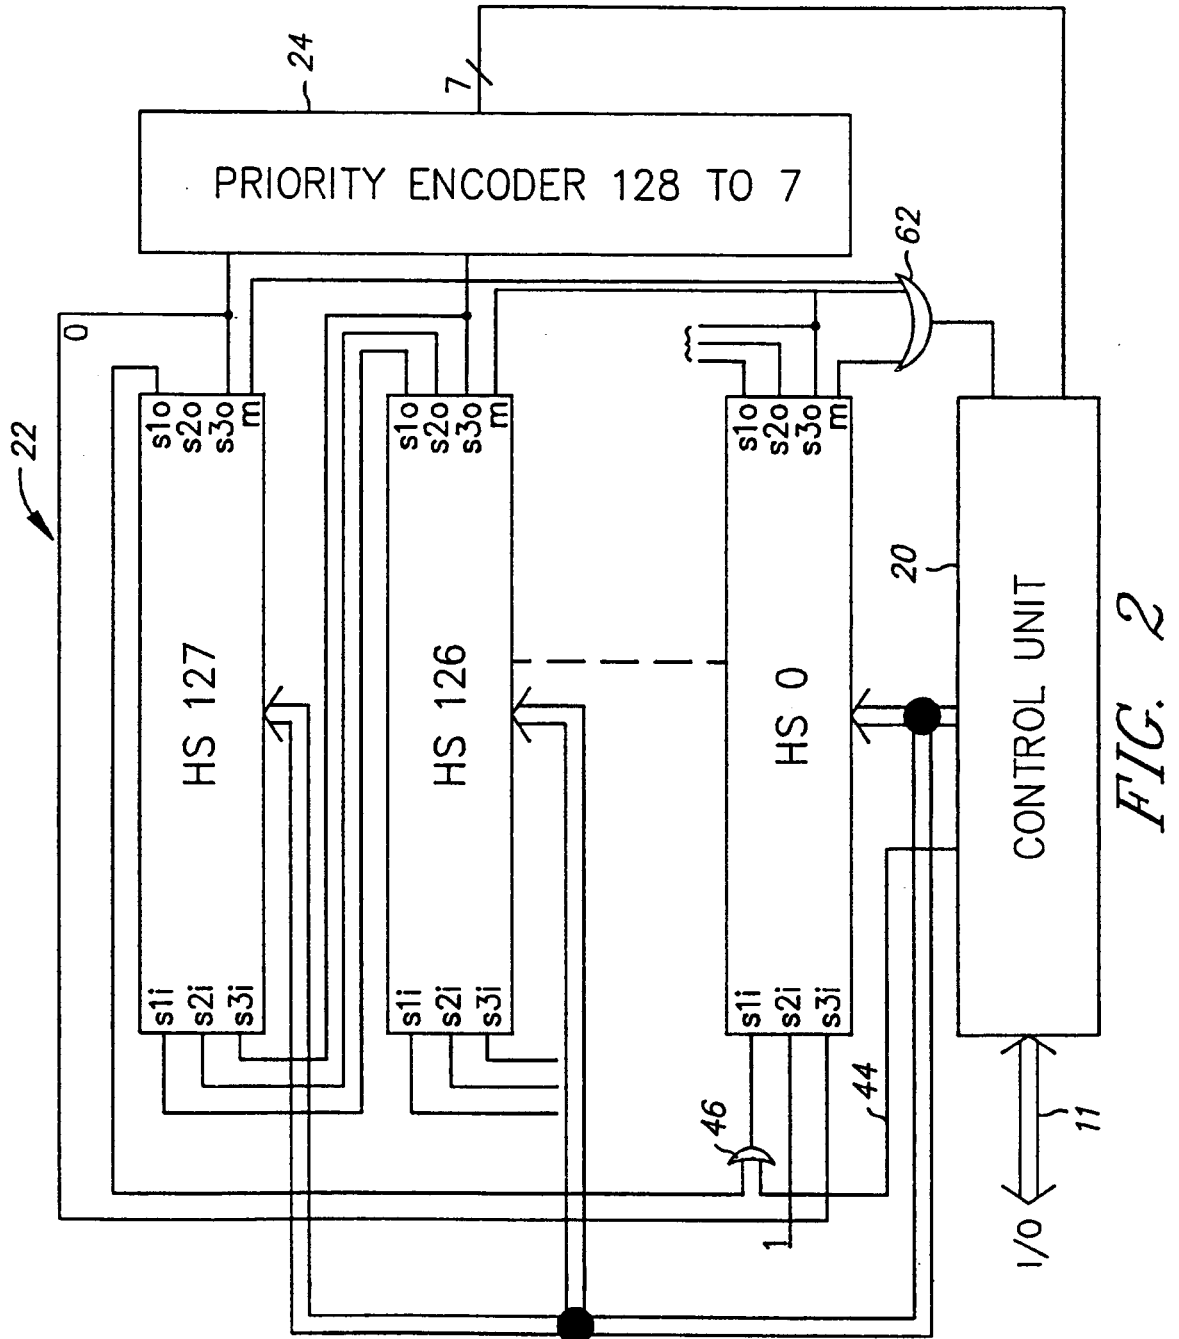 22
0
24
7
PRIORITY ENCODER 128 TO 7
s1i
s2i
s3i
HS 127
s1o
s2o
s3o
m
s1i
s2i
s3i
HS 126
s1o
s2o
s3o
m
62
46
1
s1i
s2i
s3i
HS 0
s1o
s2o
s3o
m
44
20
I/O
11
CONTROL UNIT
FIG. 2